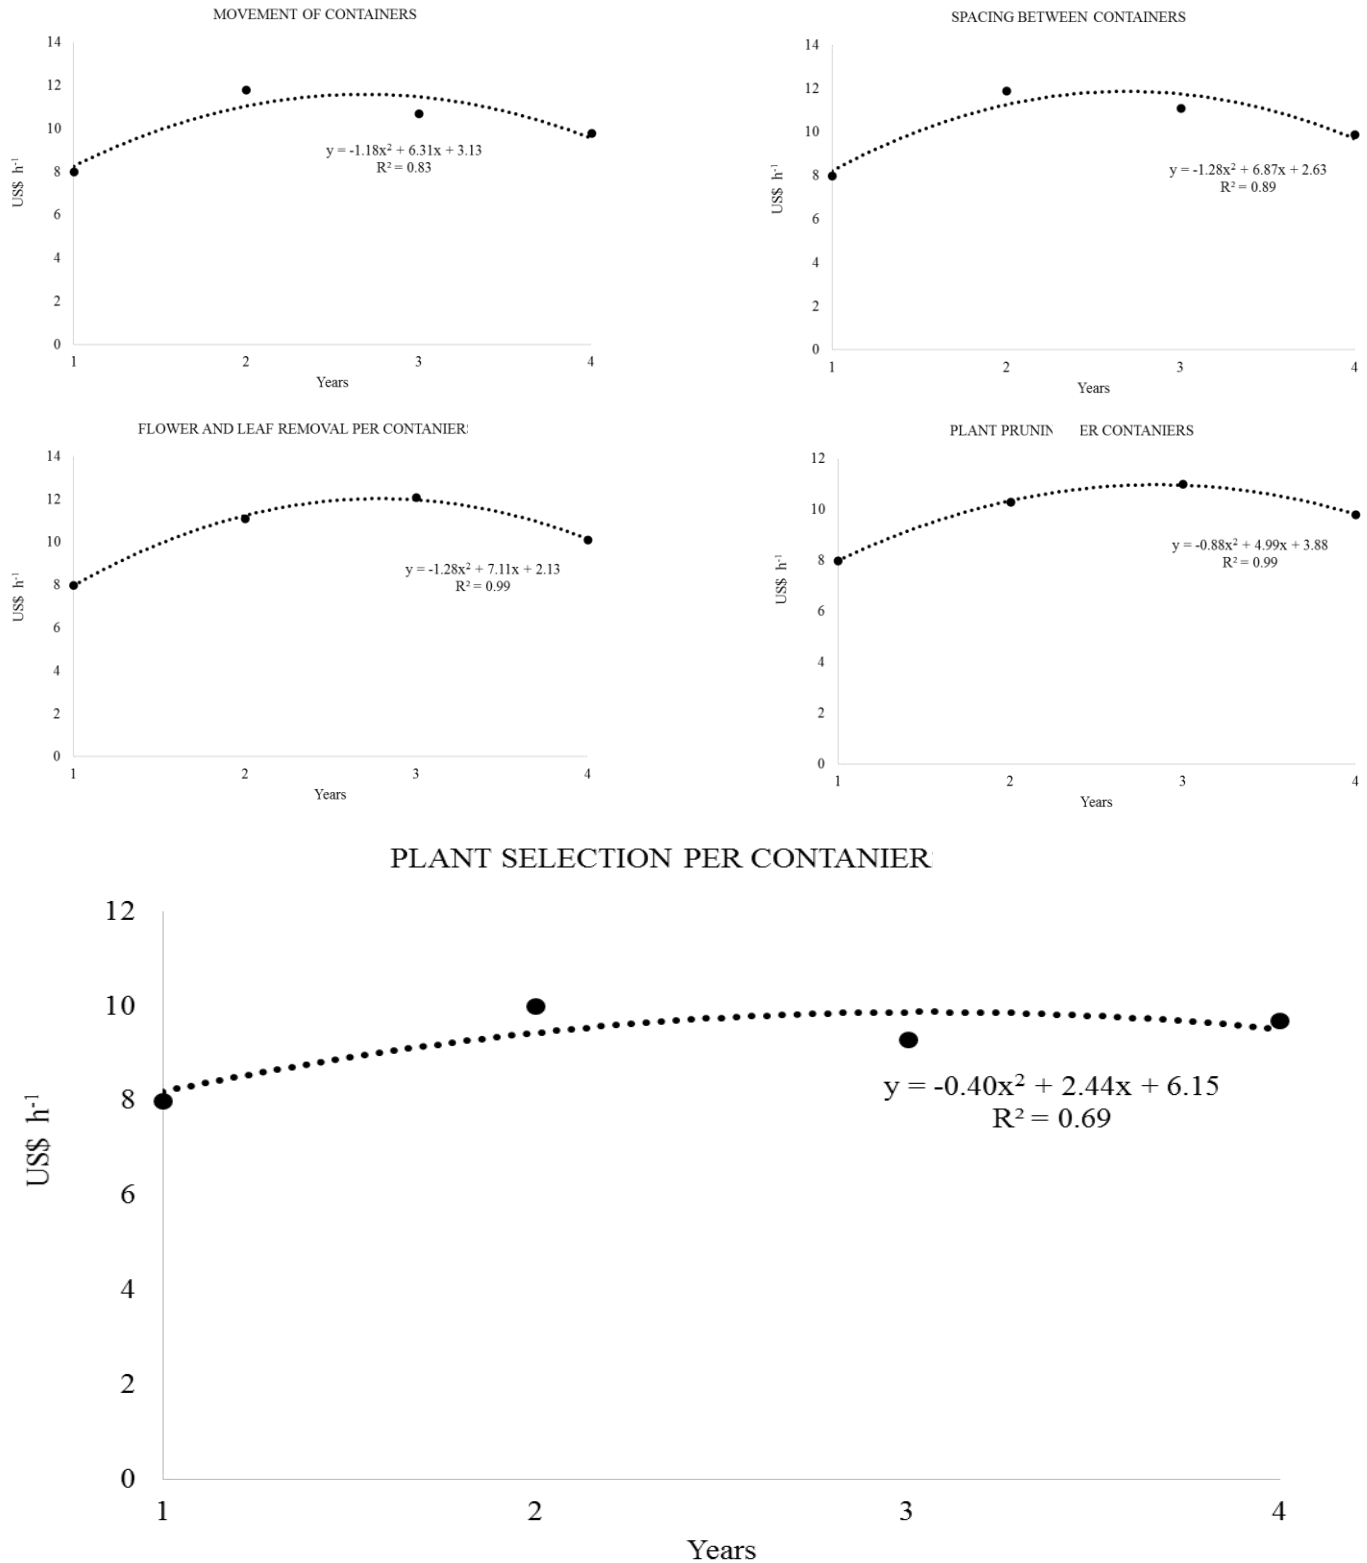 MOVEMENT OF CONTAINERS
14
12
10
8
6
4
2
0
US$ h⁻¹
y = -1.18x² + 6.31x + 3.13
R² = 0.83
1 2 3 4
Years
SPACING BETWEEN CONTAINERS
14
12
10
8
6
4
2
0
US$ h⁻¹
y = -1.28x² + 6.87x + 2.63
R² = 0.89
1 2 3 4
Years
FLOWER AND LEAF REMOVAL PER CONTANIER
14
12
10
8
6
4
2
0
US$ h⁻¹
y = -1.28x² + 7.11x + 2.13
R² = 0.99
1 2 3 4
Years
PLANT PRUNIN ER CONTANIERS
12
10
8
6
4
2
0
US$ h⁻¹
y = -0.88x² + 4.99x + 3.88
R² = 0.99
1 2 3 4
Years
PLANT SELECTION PER CONTANIER
12
10
8
6
4
2
0
US$ h⁻¹
y = -0.40x² + 2.44x + 6.15
R² = 0.69
1 2 3 4
Years